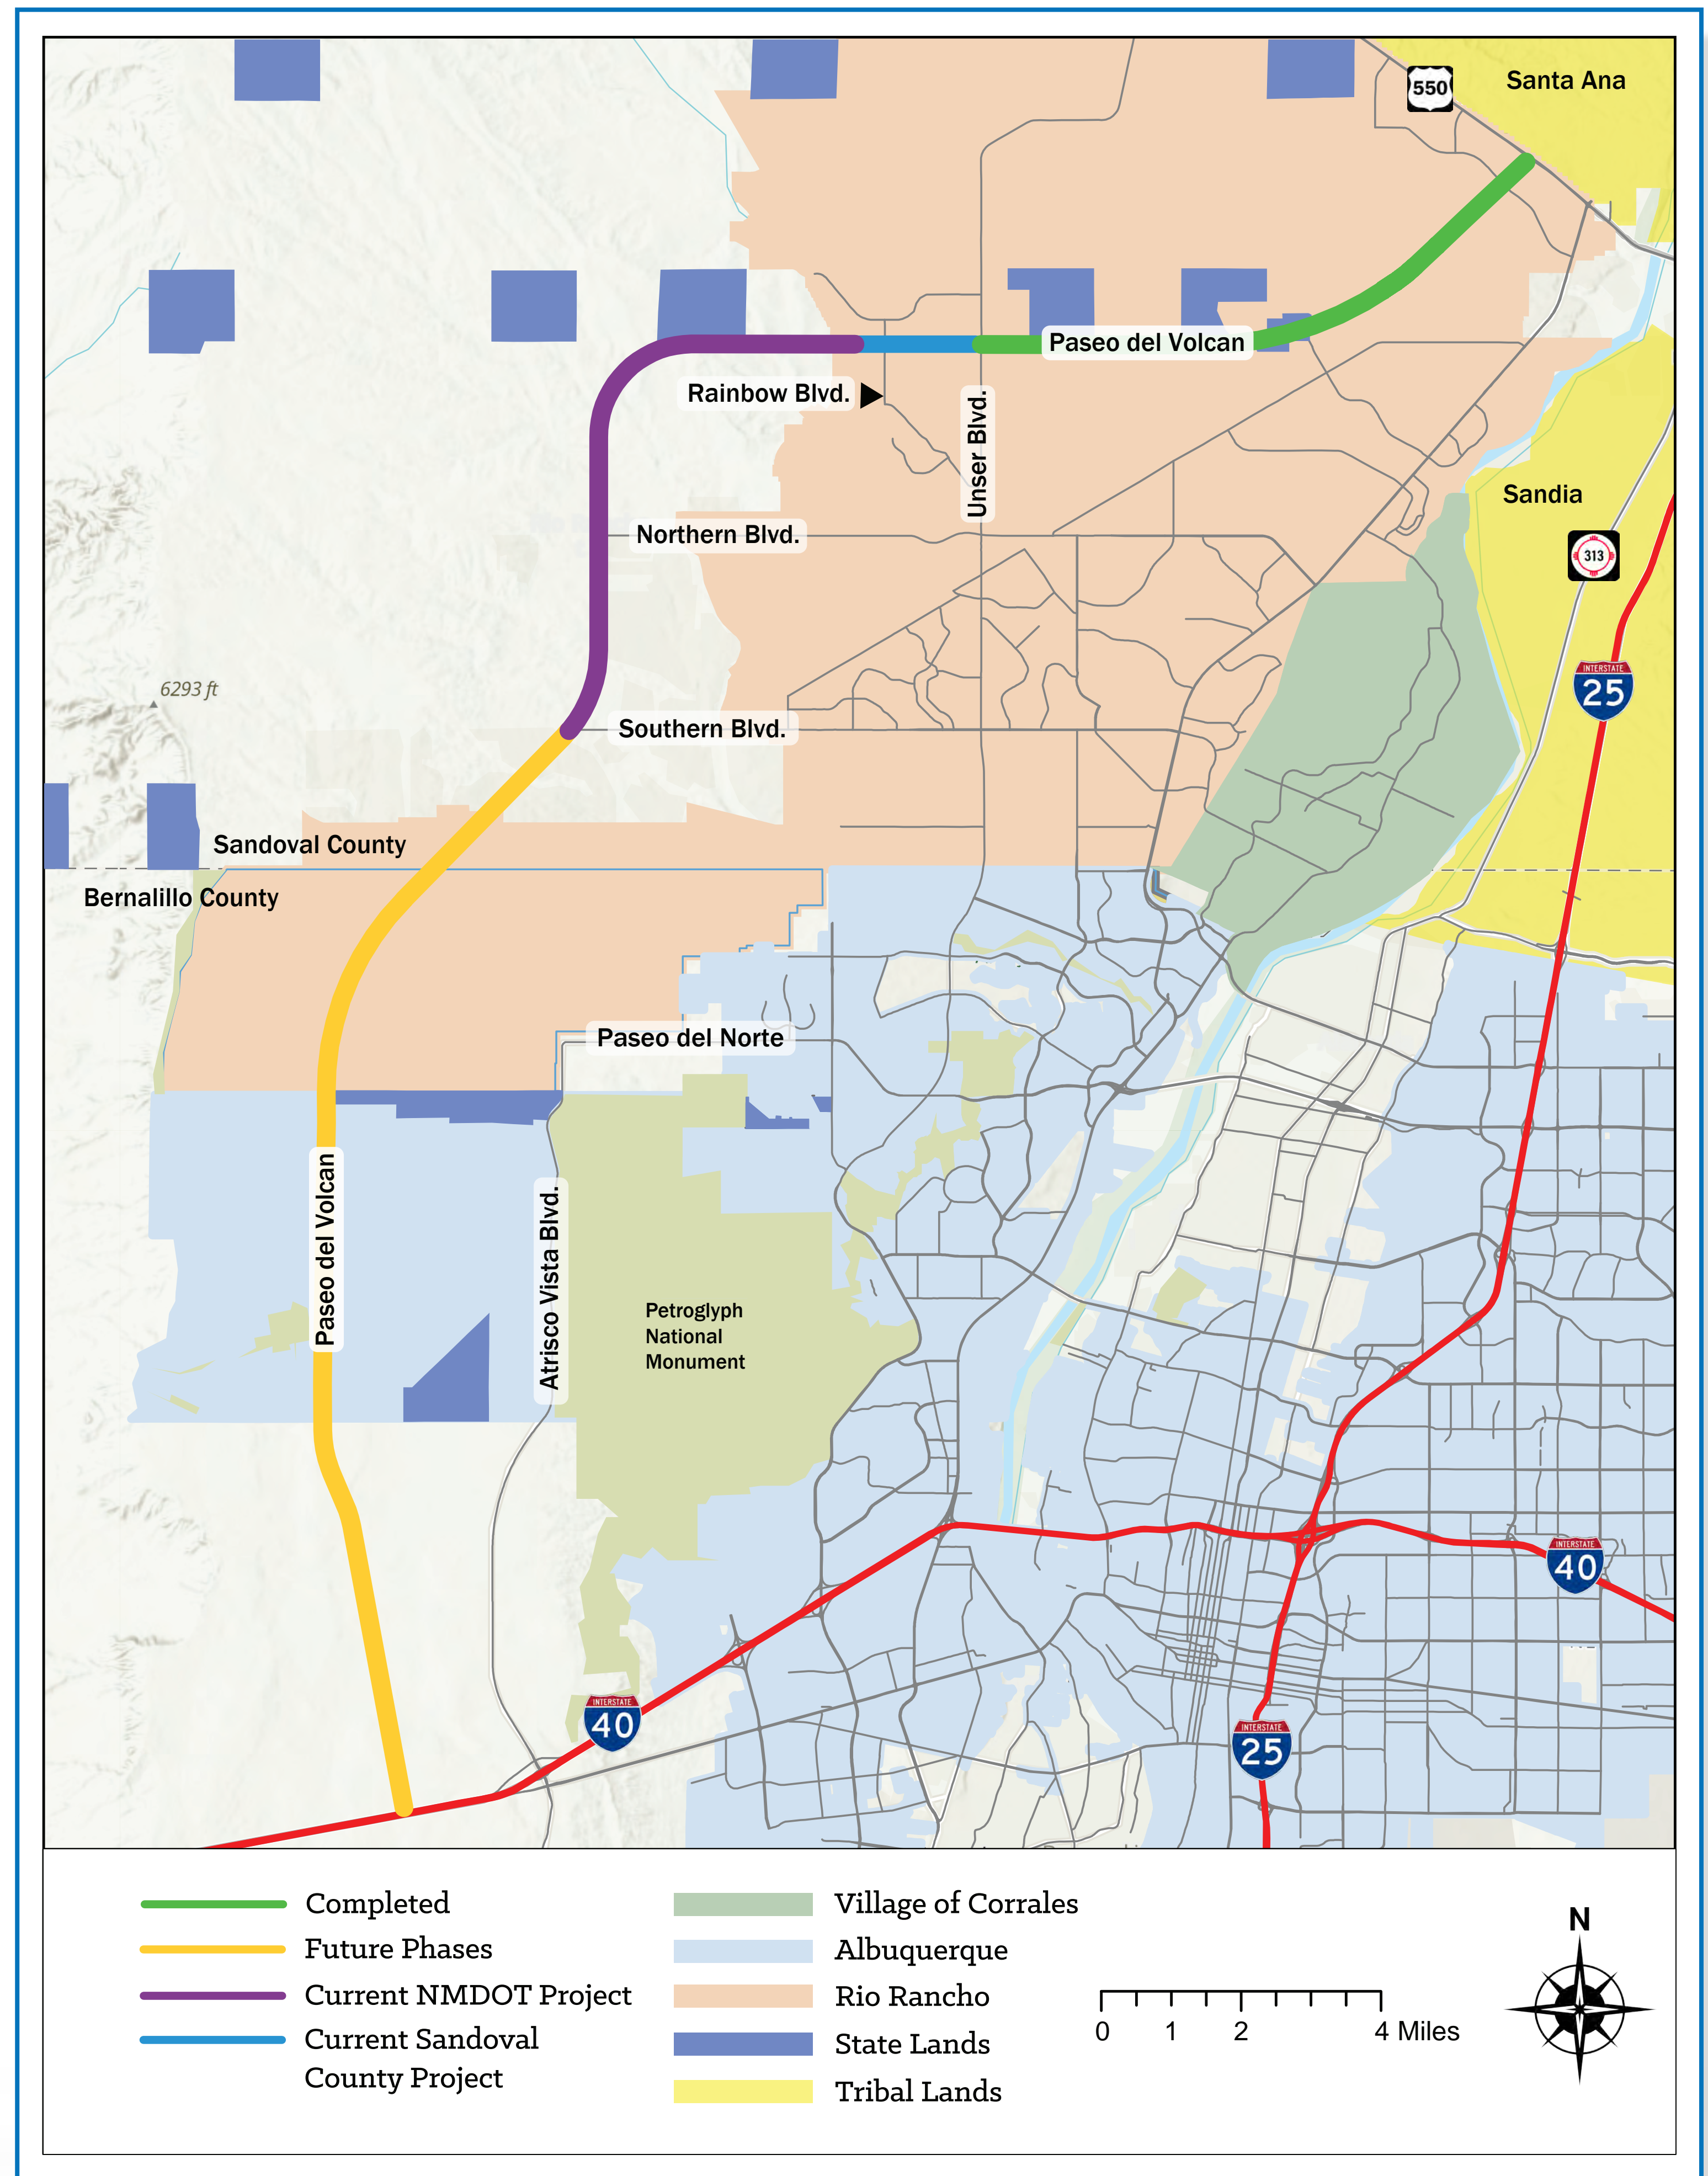 550
Santa Ana
Paseo del Volcan
Rainbow Blvd.
Unser Blvd.
Sandia
Northern Blvd.
313
INTERSTATE
25
6293 ft
Southern Blvd.
Sandoval County
Bernalillo County
Paseo del Norte
Paseo del Volcan
Atrisco Vista Blvd.
Petroglyph
National
Monument
INTERSTATE
40
INTERSTATE
40
INTERSTATE
25
Completed
Future Phases
Current NMDOT Project
Current Sandoval
County Project
Village of Corrales
Albuquerque
Rio Rancho
State Lands
Tribal Lands
0 1 2 4 Miles
N